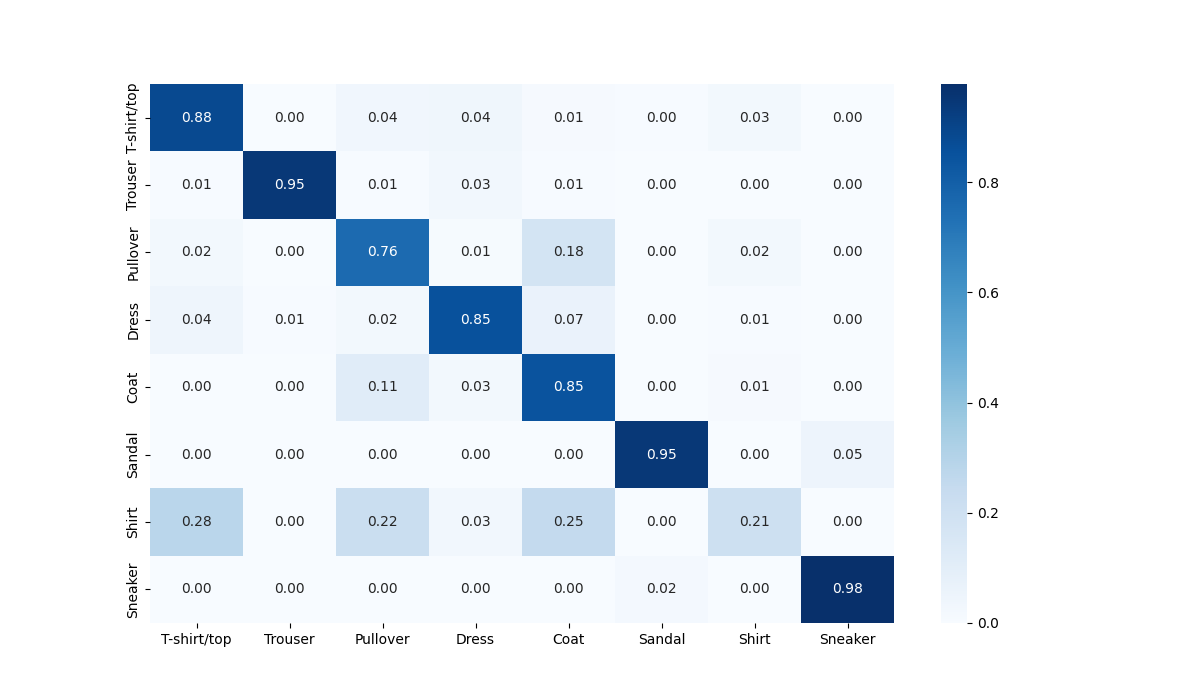 T-shirt/top 0.88 0.00 0.04 0.04 0.01 0.00 0.03 0.00
Trouser 0.01 0.95 0.01 0.03 0.01 0.00 0.00 0.00
Pullover 0.02 0.00 0.76 0.01 0.18 0.00 0.02 0.00
Dress 0.04 0.01 0.02 0.85 0.07 0.00 0.01 0.00
Coat 0.00 0.00 0.11 0.03 0.85 0.00 0.01 0.00
Sandal 0.00 0.00 0.00 0.00 0.00 0.95 0.00 0.05
Shirt 0.28 0.00 0.22 0.03 0.25 0.00 0.21 0.00
Sneaker 0.00 0.00 0.00 0.00 0.00 0.02 0.00 0.98
T-shirt/top Trouser Pullover Dress Coat Sandal Shirt Sneaker
0.8
0.6
0.4
0.2
0.0